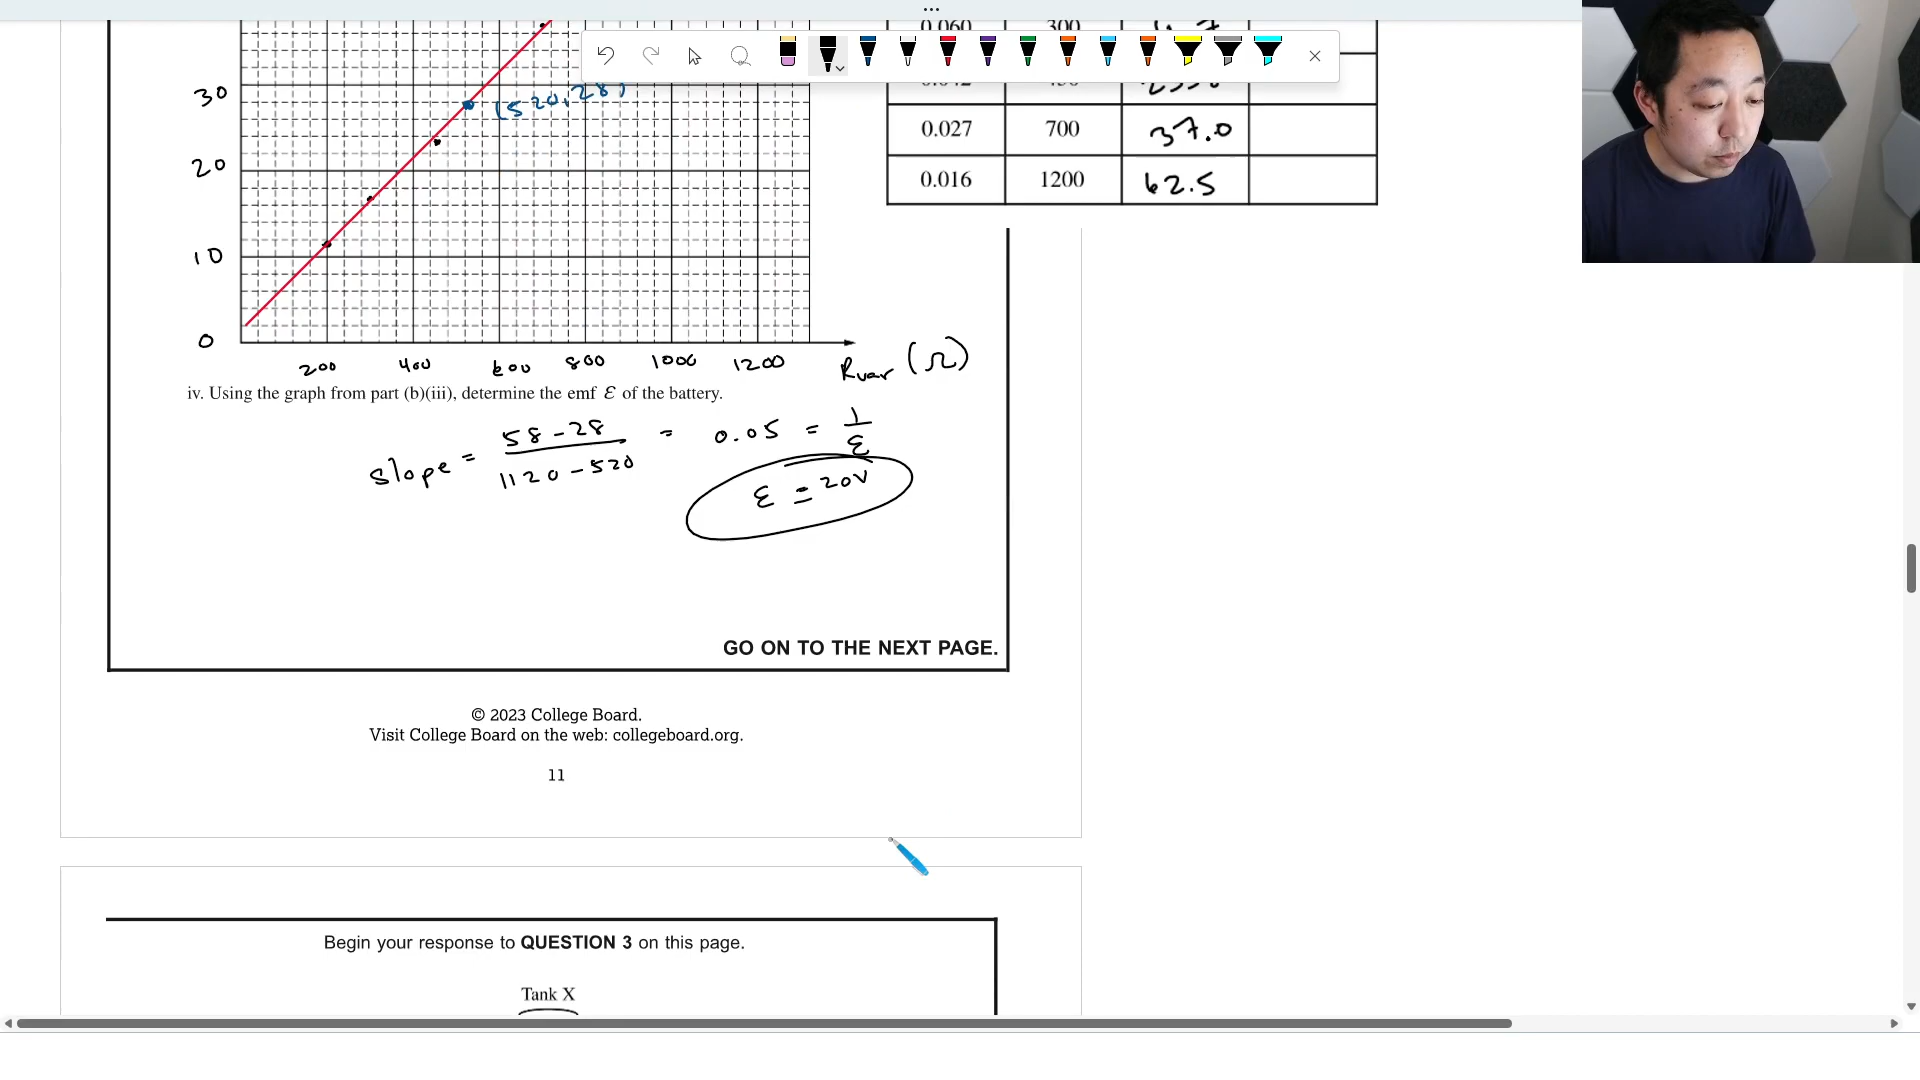 300
30
(520,28)
0.027 700 37.0
20
0.016 1200 62.5
10
0
200 400 600 800 1000 1200 Rvar (Ω)
iv. Using the graph from part (b)(iii), determine the emf ℰ of the battery.
slope = 58-28 / 1120-520 = 0.05 = 1/ℰ
ℰ = 20V
GO ON TO THE NEXT PAGE.
© 2023 College Board.
Visit College Board on the web: collegeboard.org.
11
Begin your response to QUESTION 3 on this page.
Tank X